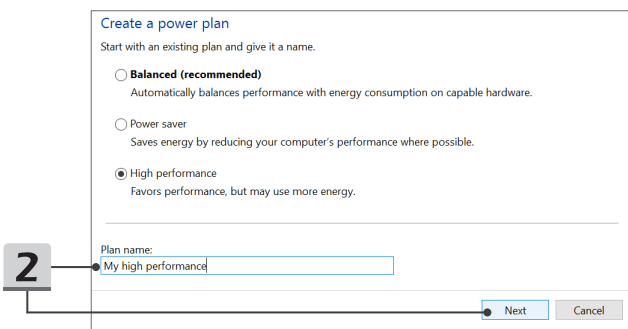 Create a power plan
Start with an existing plan and give it a name.
Balanced (recommended)
Automatically balances performance with energy consumption on capable hardware.
Power saver
Saves energy by reducing your computer's performance where possible.
High performance
Favors performance, but may use more energy.
Plan name:
My high performance
2
Next Cancel